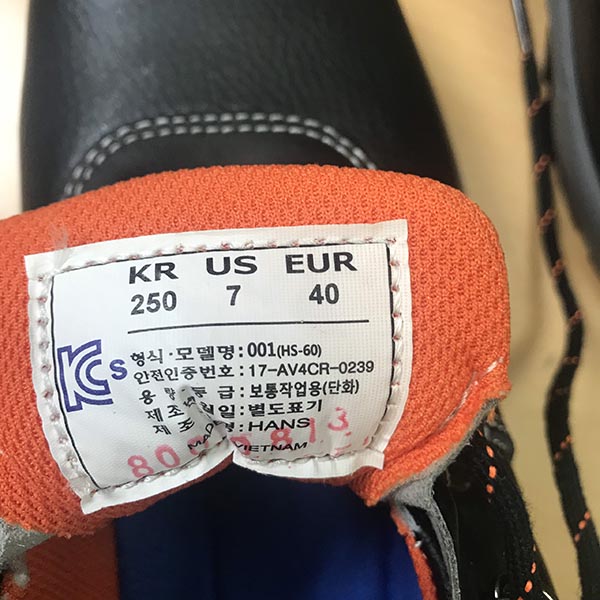 KR US EUR
250 7 40
KCs 형식·모델명:001(HS-60)
안전인증번호:17-AV4CR-0239
등급:보통작업용(단화)
별도표기
HANS
VIETNAM